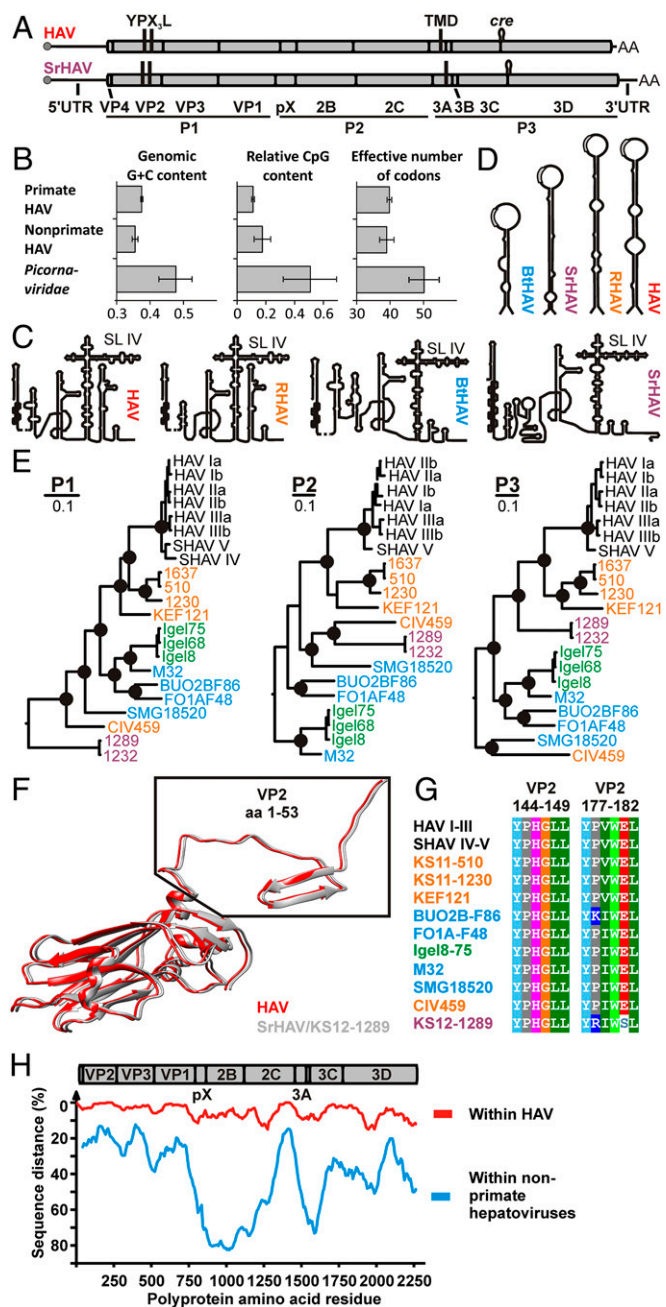 A
YPX3L
TMD
cre
HAV
AA
SrHAV
AA
5'UTR
VP4
VP2
VP3
VP1
pX
2B
2C
3A
3B
3C
3D
3'UTR
P1
P2
P3
B
Genomic G+C content
Relative CpG content
Effective number of codons
Primate HAV
Nonprimate HAV
Picorna-viridae
0.3 0.4 0.5
0.0 0.5
30 40 50
D
BtHAV
SrHAV
RHAV
HAV
C
SL IV
HAV
SL IV
RHAV
SL IV
BtHAV
SL IV
SrHAV
E
P1
0.1
HAV Ia
HAV Ib
HAV IIa
HAV IIb
HAV IIIa
HAV IIIb
SHAV V
SHAV IV
1637
510
1230
KEF121
Igel75
Igel68
Igel8
M32
BUO2BF86
FO1AF48
SMG18520
CIV459
1289
1232
P2
0.1
HAV IIb
HAV IIa
HAV Ib
HAV Ia
HAV IIIa
HAV IIIb
SHAV V
1637
510
1230
KEF121
CIV459
1289
1232
SMG18520
BUO2BF86
FO1AF48
Igel75
Igel68
Igel8
M32
P3
0.1
HAV Ia
HAV Ib
HAV IIa
HAV IIb
HAV IIIa
HAV IIIb
SHAV V
1637
510
1230
KEF121
1289
1232
Igel75
Igel68
Igel8
M32
BUO2BF86
FO1AF48
SMG18520
CIV459
F
VP2
aa 1-53
HAV
SrHAV/KS12-1289
G
VP2 144-149
VP2 177-182
HAV I-III YPHGLL YPVWEL
SHAV IV-V YPHGLL YPVWEL
KS11-510 YPHGLL YPVWEL
KS11-1230 YPHGLL YPVWEL
KEF121 YPHGLL YPVWEL
BUO2B-F86 YPHGLL YKIWEL
FO1A-F48 YPHGLL YPIWEL
Igel8-75 YPHGLL YPIWEL
M32 YPHGLL YPIWEL
SMG18520 YPHGLL YPIWEL
CIV459 YPHGLL YPIWEL
KS12-1289 YPHGLL YRIWSL
H
VP2
VP3
VP1
pX
2B
2C
3A
3C
3D
Sequence distance (%)
0
20
40
60
80
Within HAV
Within non-primate hepatoviruses
250 500 750 1000 1250 1500 1750 2000 2250
Polyprotein amino acid residue